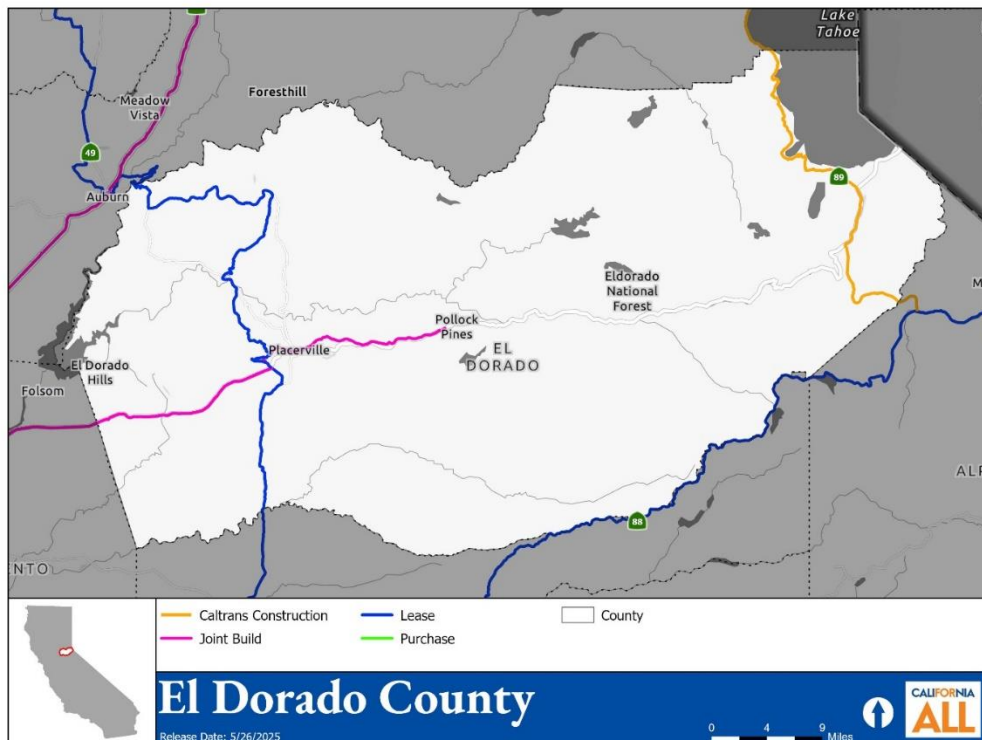 Lake
Tahoe
Meadow
Vista
Foresthill
49
89
Auburn
Eldorado
National
Forest
M
Pollock
Pines
Placerville
EL
DORADO
El Dorado
Hills
Folsom
ALP
88
ENTO
Caltrans Construction
Lease
County
Joint Build
Purchase
El Dorado County
Release Date: 5/26/2025
0 4 9
Miles
CALIFORNIA
ALL